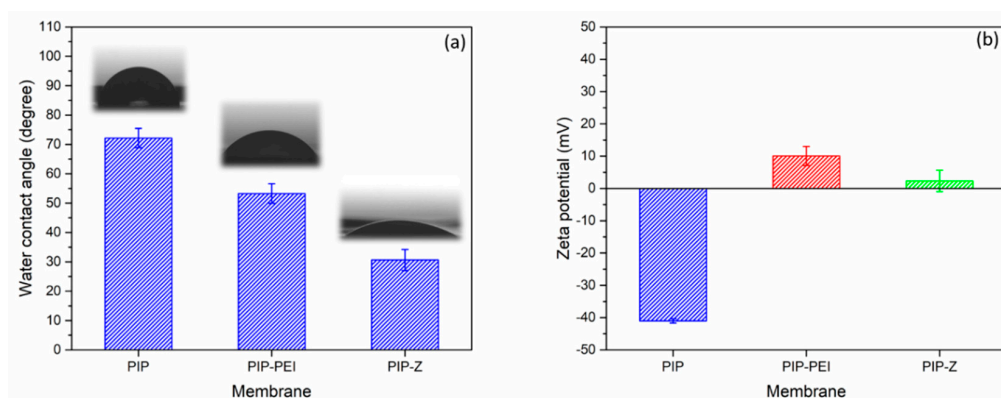 (a)
110
100
90
80
70
60
50
40
30
20
10
0
Water contact angle (degree)
PIP
PIP-PEI
PIP-Z
Membrane
(b)
50
40
30
20
10
0
-10
-20
-30
-40
-50
Zeta potential (mV)
PIP
PIP-PEI
PIP-Z
Membrane